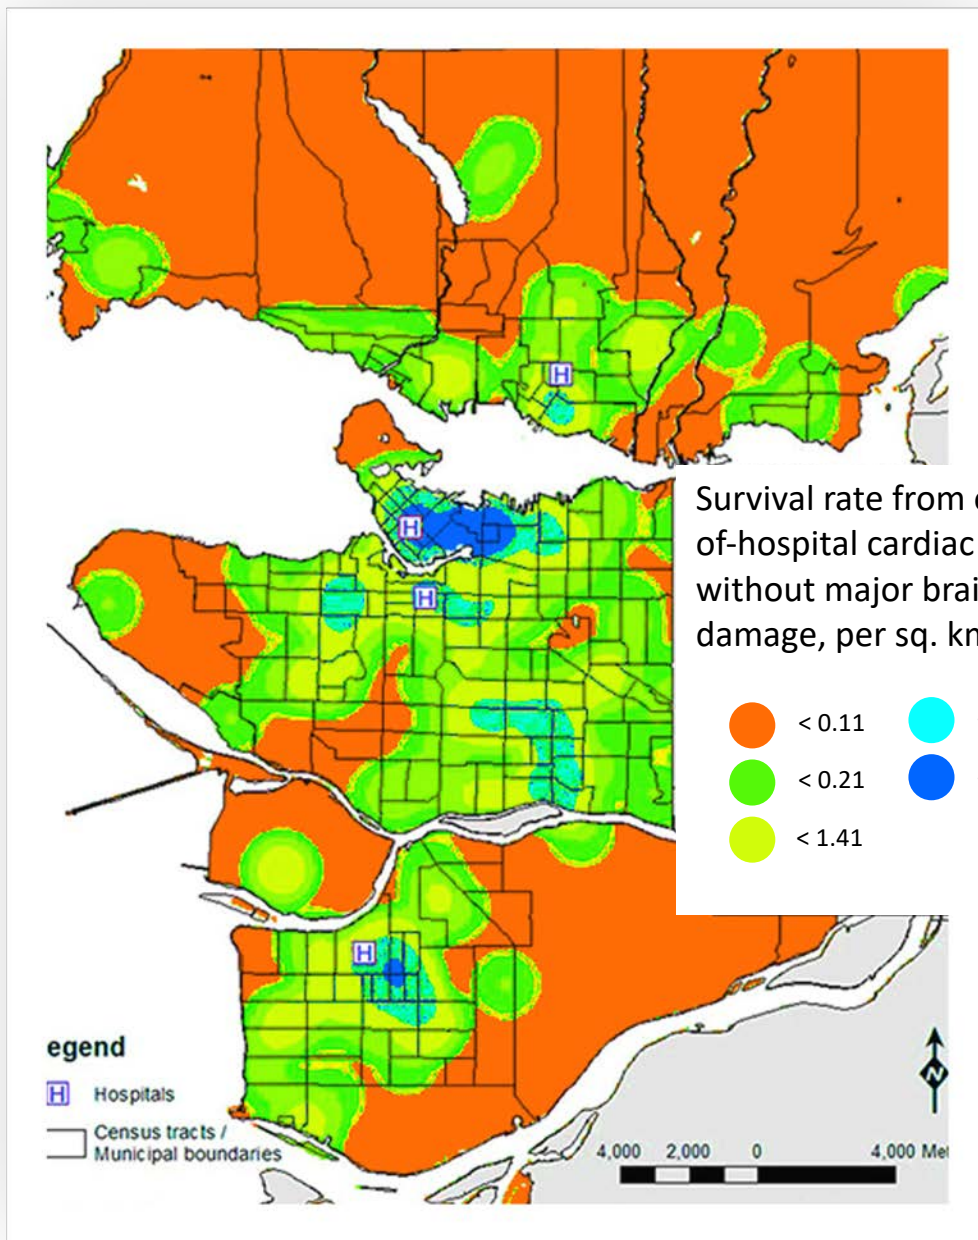 H
Survival rate from
of-hospital cardiac
H
H
without major brai
damage, per sq. km
< 0.11
< 0.21
< 1.41
H
egend
H Hospitals
Census tracts /
Municipal boundaries
N
4,000 2,000 0 4,000 Met